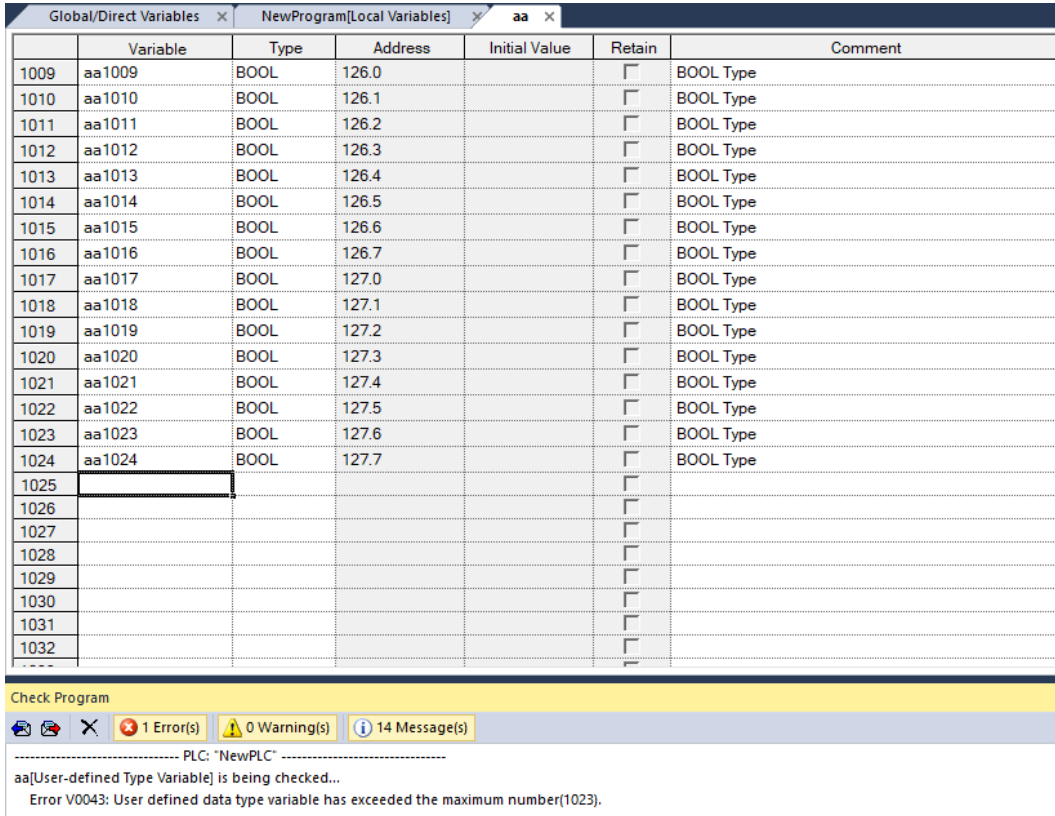 Global/Direct Variables × NewProgram[Local Variables] × aa ×
Variable Type Address Initial Value Retain Comment
1009 aa1009 BOOL 126.0 BOOL Type
1010 aa1010 BOOL 126.1 BOOL Type
1011 aa1011 BOOL 126.2 BOOL Type
1012 aa1012 BOOL 126.3 BOOL Type
1013 aa1013 BOOL 126.4 BOOL Type
1014 aa1014 BOOL 126.5 BOOL Type
1015 aa1015 BOOL 126.6 BOOL Type
1016 aa1016 BOOL 126.7 BOOL Type
1017 aa1017 BOOL 127.0 BOOL Type
1018 aa1018 BOOL 127.1 BOOL Type
1019 aa1019 BOOL 127.2 BOOL Type
1020 aa1020 BOOL 127.3 BOOL Type
1021 aa1021 BOOL 127.4 BOOL Type
1022 aa1022 BOOL 127.5 BOOL Type
1023 aa1023 BOOL 127.6 BOOL Type
1024 aa1024 BOOL 127.7 BOOL Type
1025
1026
1027
1028
1029
1030
1031
1032
Check Program
1 Error(s) 0 Warning(s) 14 Message(s)
-------------------------------- PLC: "NewPLC" --------------------------------
aa[User-defined Type Variable] is being checked...
Error V0043: User defined data type variable has exceeded the maximum number(1023).